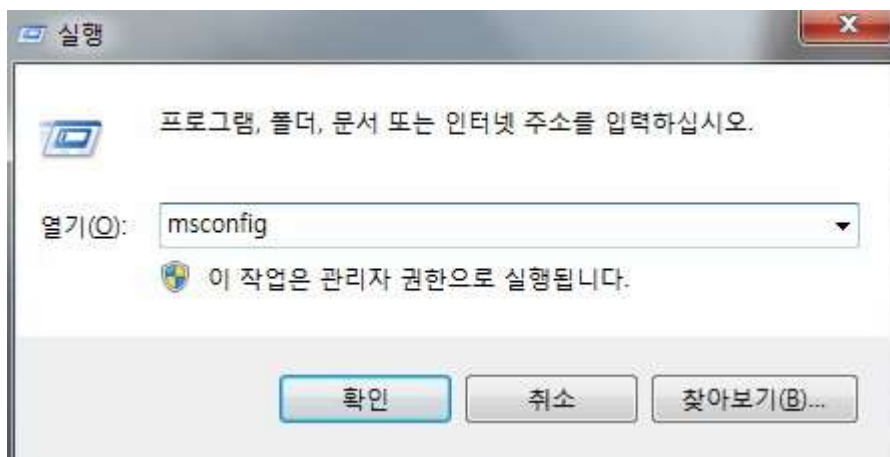 실행
프로그램, 폴더, 문서 또는 인터넷 주소를 입력하십시오.
열기(O): msconfig
이 작업은 관리자 권한으로 실행됩니다.
확인 취소 찾아보기(B)...